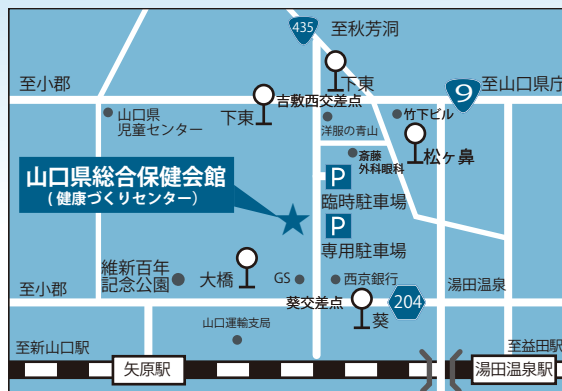 435
至秋芳洞
下東
至小郡
吉敷西交差点
9
至山口県庁
山口県
児童センター
下東
洋服の青山
竹下ビル
松ヶ鼻
斎藤
外科眼科
山口県総合保健会館
(健康づくりセンター)
P
臨時駐車場
P
専用駐車場
維新百年
記念公園
大橋
GS
西京銀行
湯田温泉
至小郡
葵交差点
204
葵
山口運輸支局
至新山口駅
至益田駅
矢原駅
湯田温泉駅